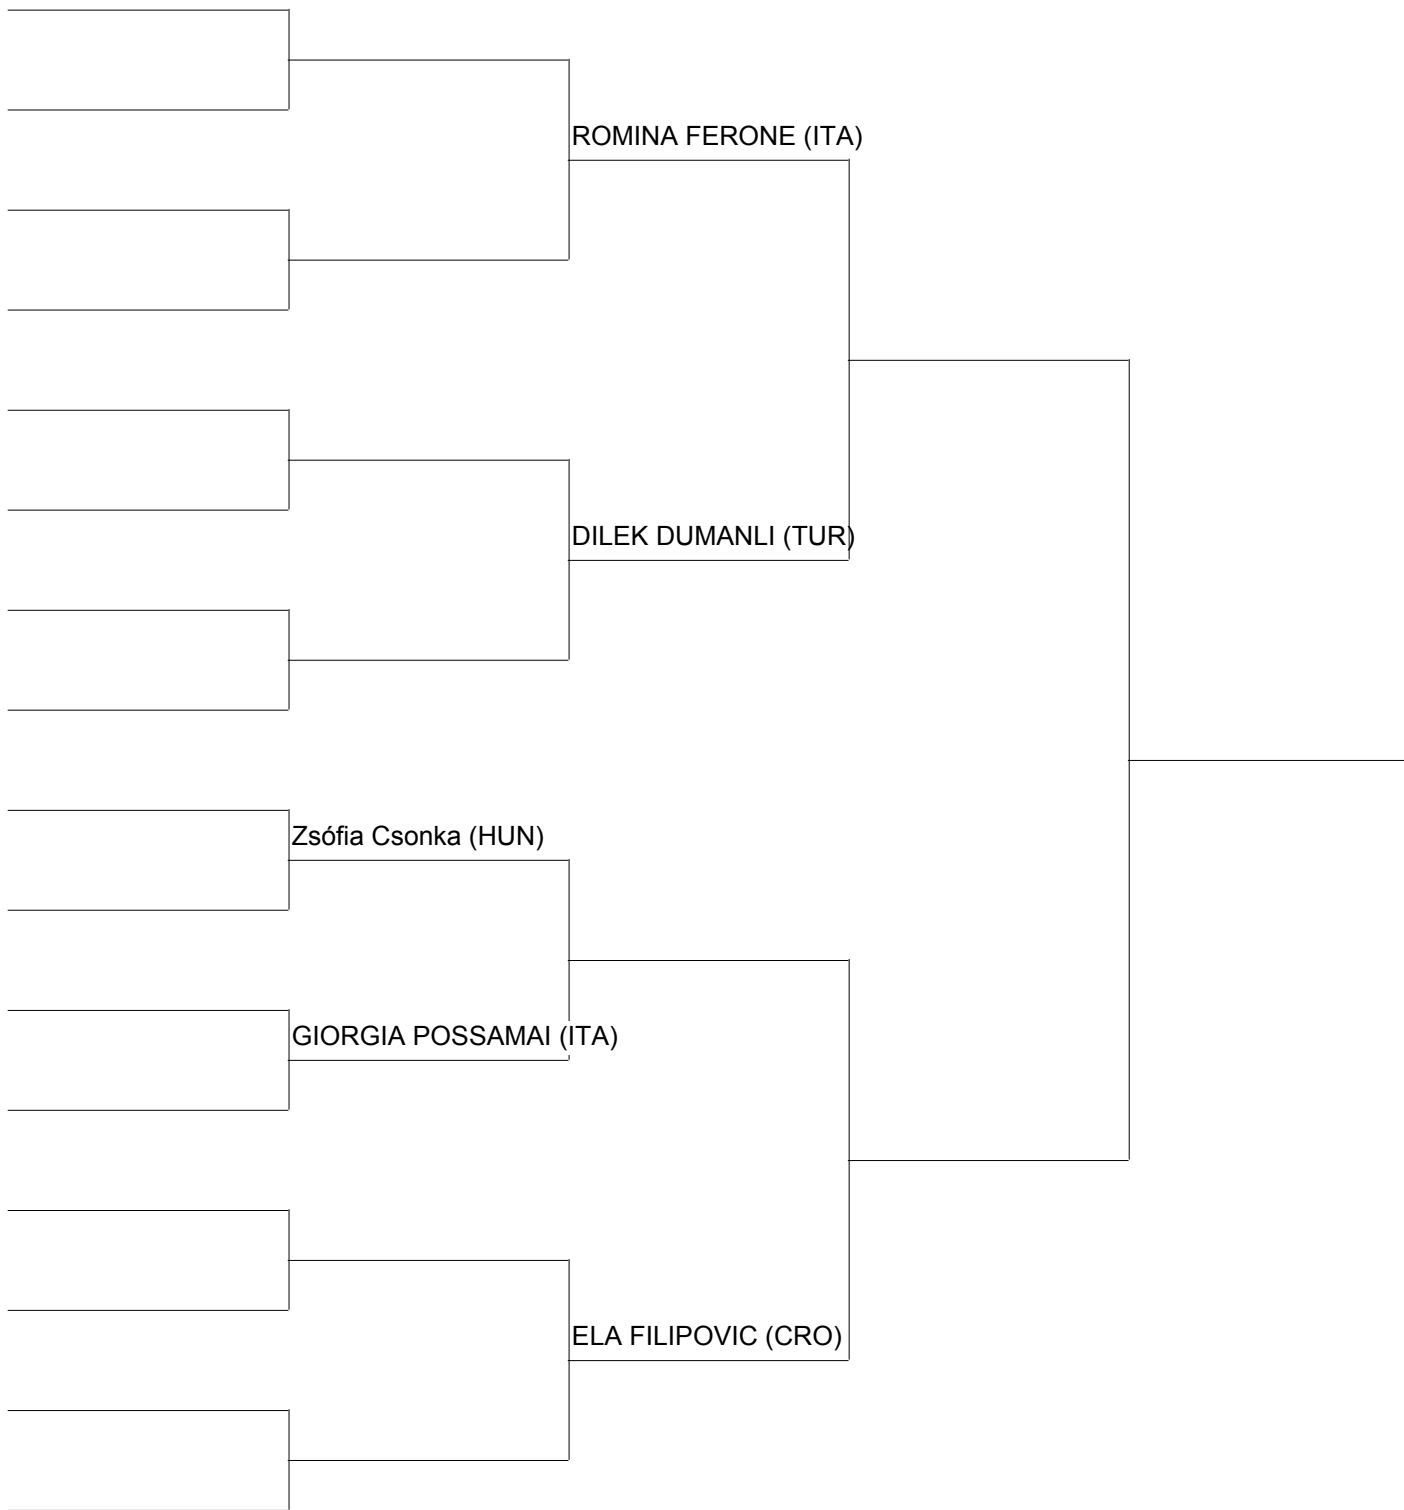 ROMINA FERONE (ITA)
DILEK DUMANLI (TUR)
Zsófia Csonka (HUN)
GIORGIA POSSAMAI (ITA)
ELA FILIPOVIC (CRO)